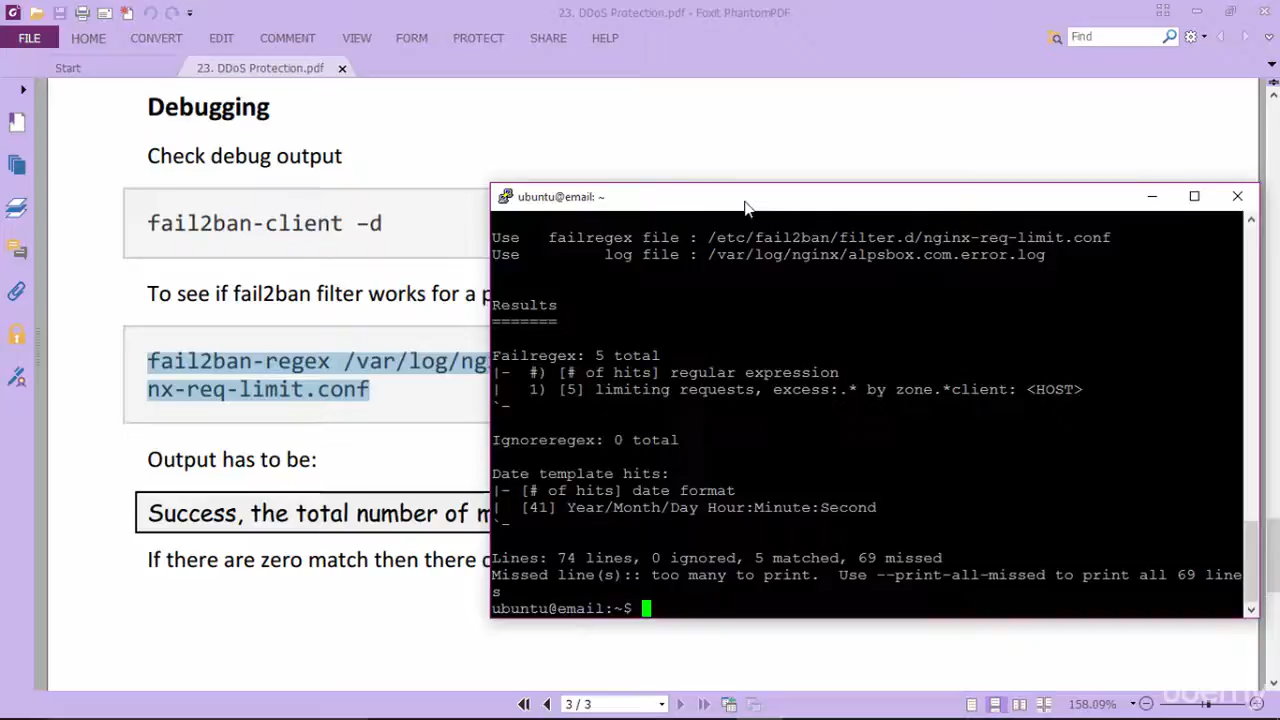 23. DDoS Protection.pdf - Foxit PhantomPDF
FILE HOME CONVERT EDIT COMMENT VIEW FORM PROTECT SHARE HELP Find
Start 23. DDoS Protection.pdf
Debugging
Check debug output
fail2ban-client –d
To see if fail2ban filter works for a p
fail2ban-regex /var/log/ng
nx-req-limit.conf
Output has to be:
Success, the total number of m
If there are zero match then there
ubuntu@email: ~
Use failregex file : /etc/fail2ban/filter.d/nginx-req-limit.conf
Use log file : /var/log/nginx/alpsbox.com.error.log
Results
=======
Failregex: 5 total
|- #) [# of hits] regular expression
| 1) [5] limiting requests, excess:.* by zone.*client: <HOST>
`-
Ignoreregex: 0 total
Date template hits:
|- [# of hits] date format
| [41] Year/Month/Day Hour:Minute:Second
`-
Lines: 74 lines, 0 ignored, 5 matched, 69 missed
Missed line(s):: too many to print. Use --print-all-missed to print all 69 line
s
ubuntu@email:~$
3 / 3 158.09%